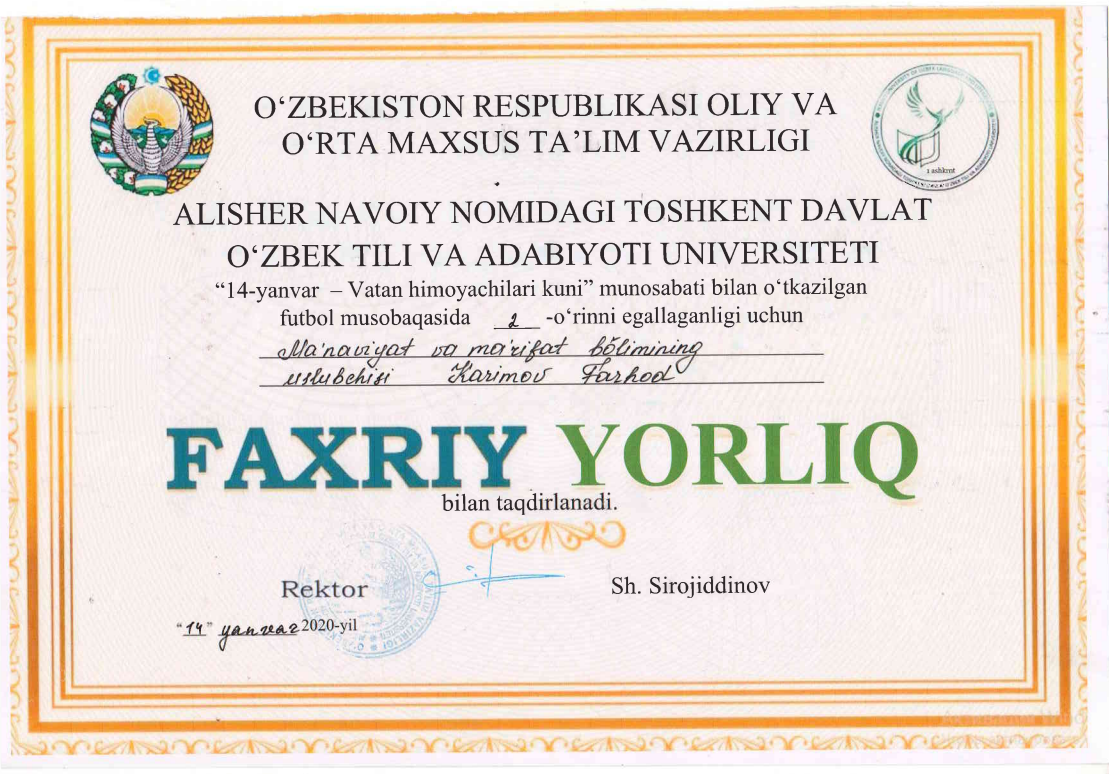 O‘ZBEKISTON RESPUBLIKASI OLIY VA
O‘RTA MAXSUS TA’LIM VAZIRLIGI
ALISHER NAVOIY NOMIDAGI TOSHKENT DAVLAT
O‘ZBEK TILI VA ADABIYOTI UNIVERSITETI
“14-yanvar – Vatan himoyachilari kuni” munosabati bilan o‘tkazilgan
futbol musobaqasida 2 -o‘rinni egallaganligi uchun
Ma'naviyat va ma'rifat bõlimining
uslubchisi Karimov Farhod
FAXRIY YORLIQ
bilan taqdirlanadi.
Rektor Sh. Sirojiddinov
“14” yanvar 2020-yil